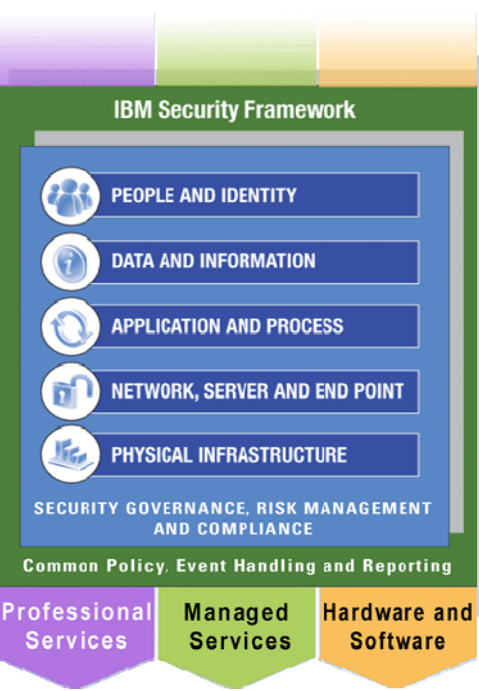 IBM Security Framework
PEOPLE AND IDENTITY
DATA AND INFORMATION
APPLICATION AND PROCESS
NETWORK, SERVER AND END POINT
PHYSICAL INFRASTRUCTURE
SECURITY GOVERNANCE, RISK MANAGEMENT
AND COMPLIANCE
Common Policy, Event Handling and Reporting
Professional
Services
Managed
Services
Hardware and
Software